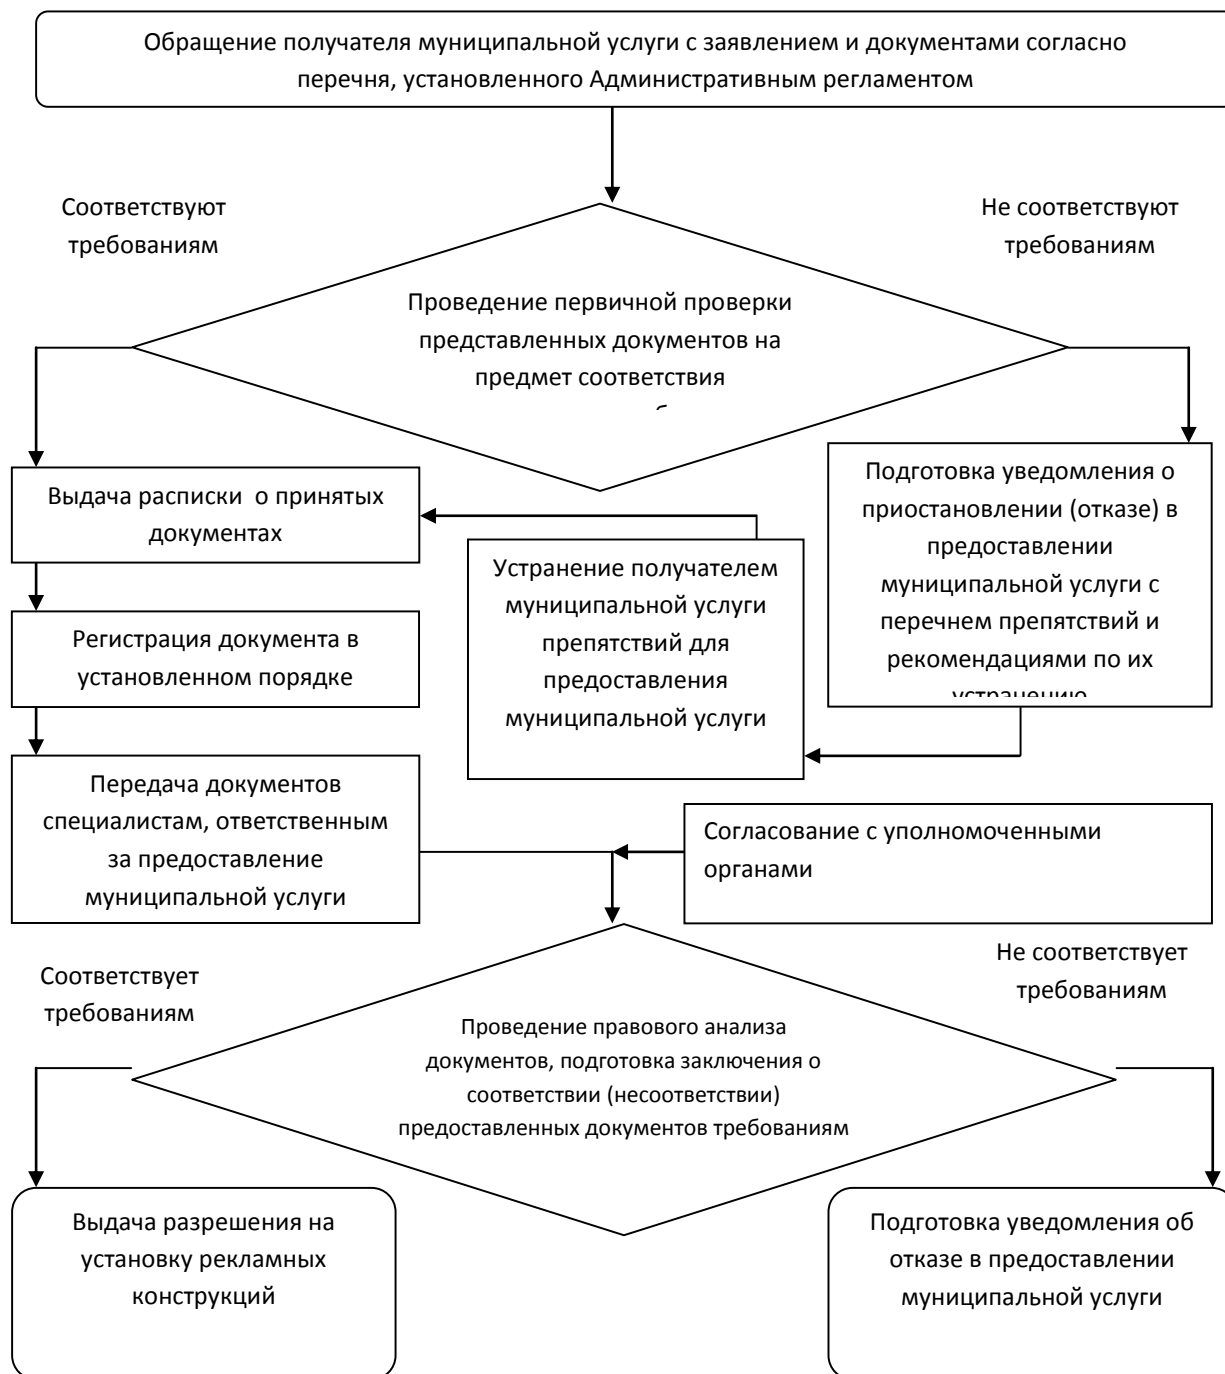 Обращение получателя муниципальной услуги с заявлением и документами согласно
перечня, установленного Административным регламентом
Соответствуют
требованиям
Не соответствуют
требованиям
Проведение первичной проверки
представленных документов на
предмет соответствия
Выдача расписки о принятых
документах
Подготовка уведомления о
приостановлении (отказе) в
предоставлении
муниципальной услуги с
перечнем препятствий и
рекомендациями по их
устранению
Устранение получателем
муниципальной услуги
препятствий для
предоставления
муниципальной услуги
Регистрация документа в
установленном порядке
Передача документов
специалистам, ответственным
за предоставление
муниципальной услуги
Согласование с уполномоченными
органами
Соответствует
требованиям
Не соответствует
требованиям
Проведение правового анализа
документов, подготовка заключения о
соответствии (несоответствии)
предоставленных документов требованиям
Выдача разрешения на
установку рекламных
конструкций
Подготовка уведомления об
отказе в предоставлении
муниципальной услуги